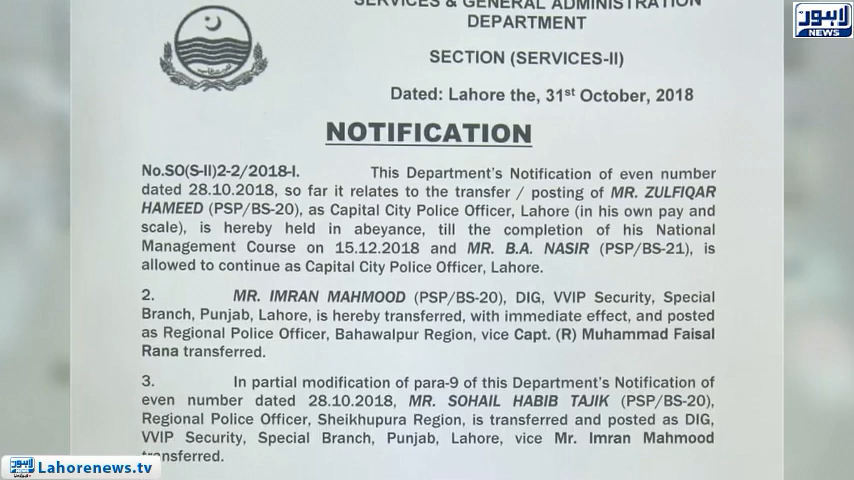 SERVICES & GENERAL ADMINISTRATION
DEPARTMENT
لاہور
NEWS
SECTION (SERVICES-II)
Dated: Lahore the, 31st October, 2018
NOTIFICATION
No.SO(S-II)2-2/2018-I. This Department's Notification of even number
dated 28.10.2018, so far it relates to the transfer / posting of MR. ZULFIQAR
HAMEED (PSP/BS-20), as Capital City Police Officer, Lahore (in his own pay and
scale), is hereby held in abeyance, till the completion of his National
Management Course on 15.12.2018 and MR. B.A. NASIR (PSP/BS-21), is
allowed to continue as Capital City Police Officer, Lahore.
2. MR. IMRAN MAHMOOD (PSP/BS-20), DIG, VVIP Security, Special
Branch, Punjab, Lahore, is hereby transferred, with immediate effect, and posted
as Regional Police Officer, Bahawalpur Region, vice Capt. (R) Muhammad Faisal
Rana transferred.
3. In partial modification of para-9 of this Department's Notification of
even number dated 28.10.2018, MR. SOHAIL HABIB TAJIK (PSP/BS-20),
Regional Police Officer, Sheikhupura Region, is transferred and posted as DIG,
VVIP Security, Special Branch, Punjab, Lahore, vice Mr. Imran Mahmood
transferred.
لاہور Lahorenews.tv